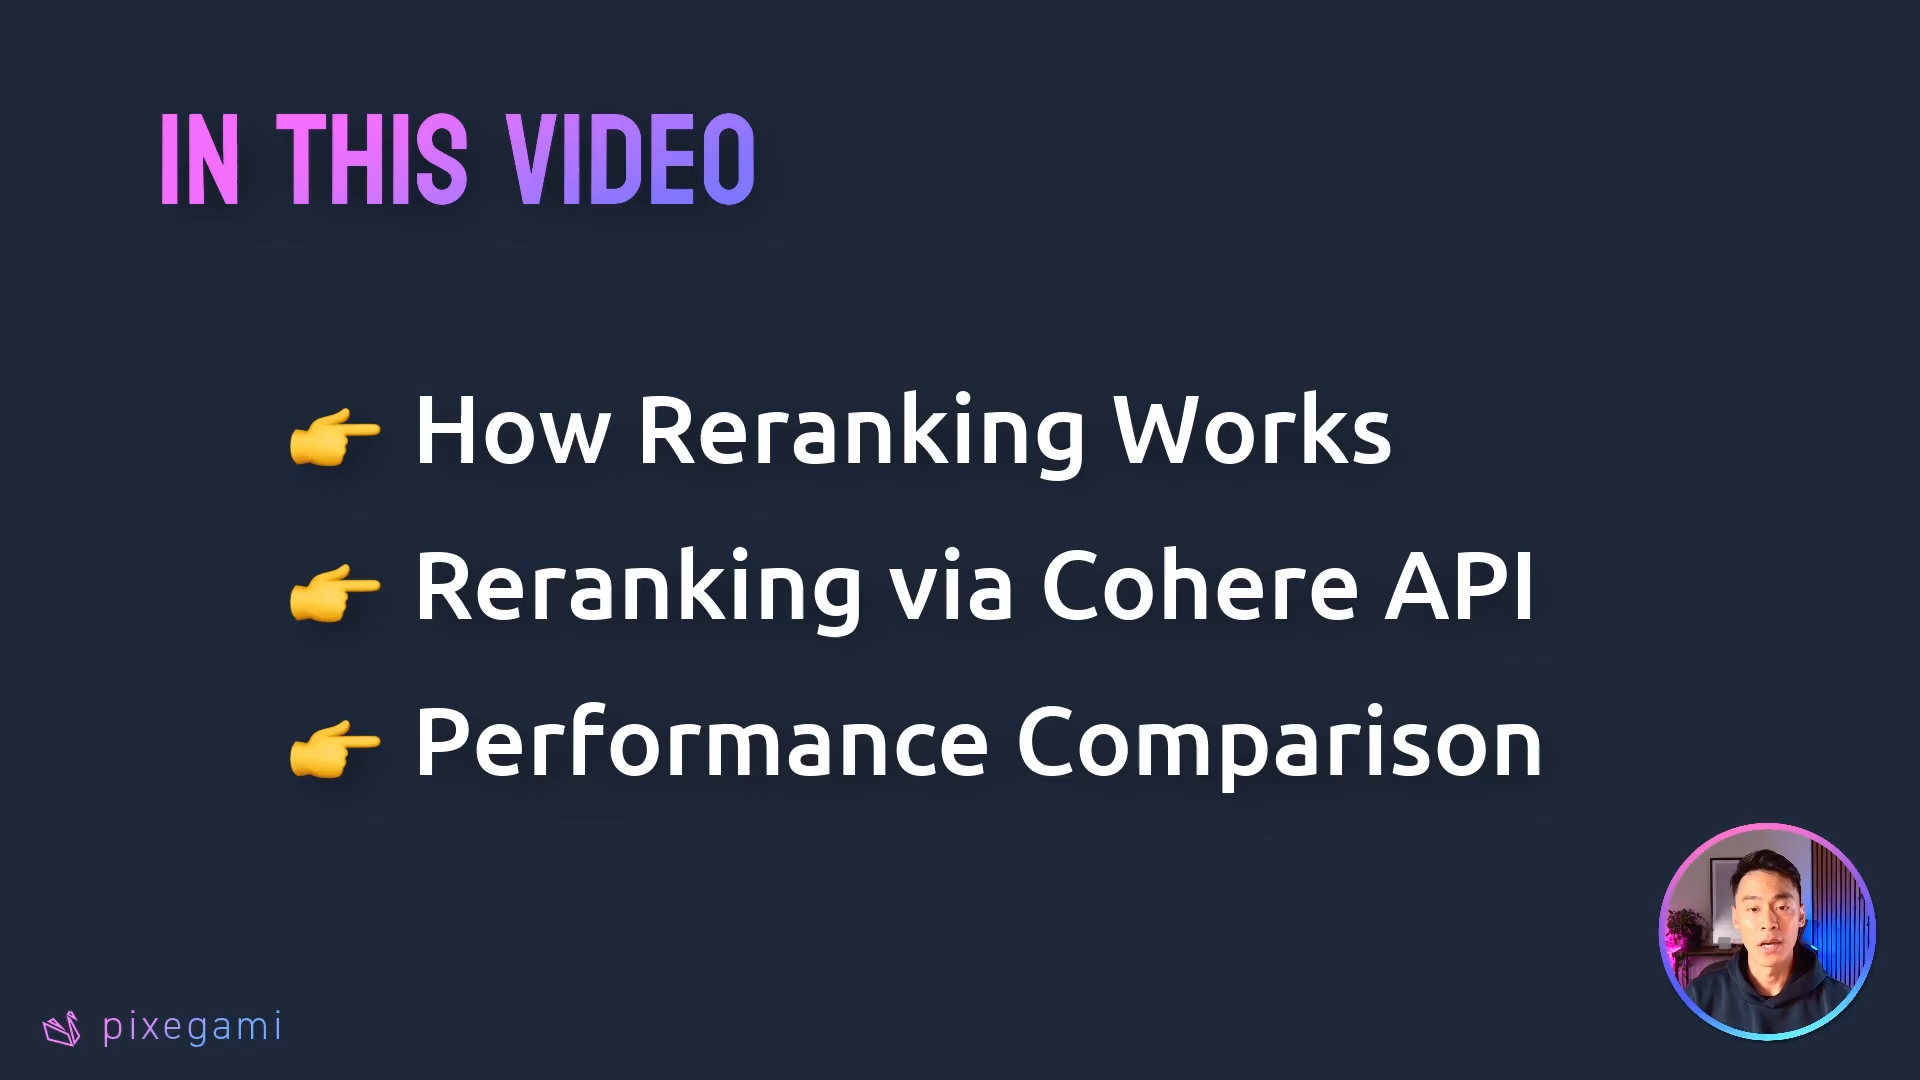 IN THIS VIDEO
👉 How Reranking Works
👉 Reranking via Cohere API
👉 Performance Comparison
pixegami